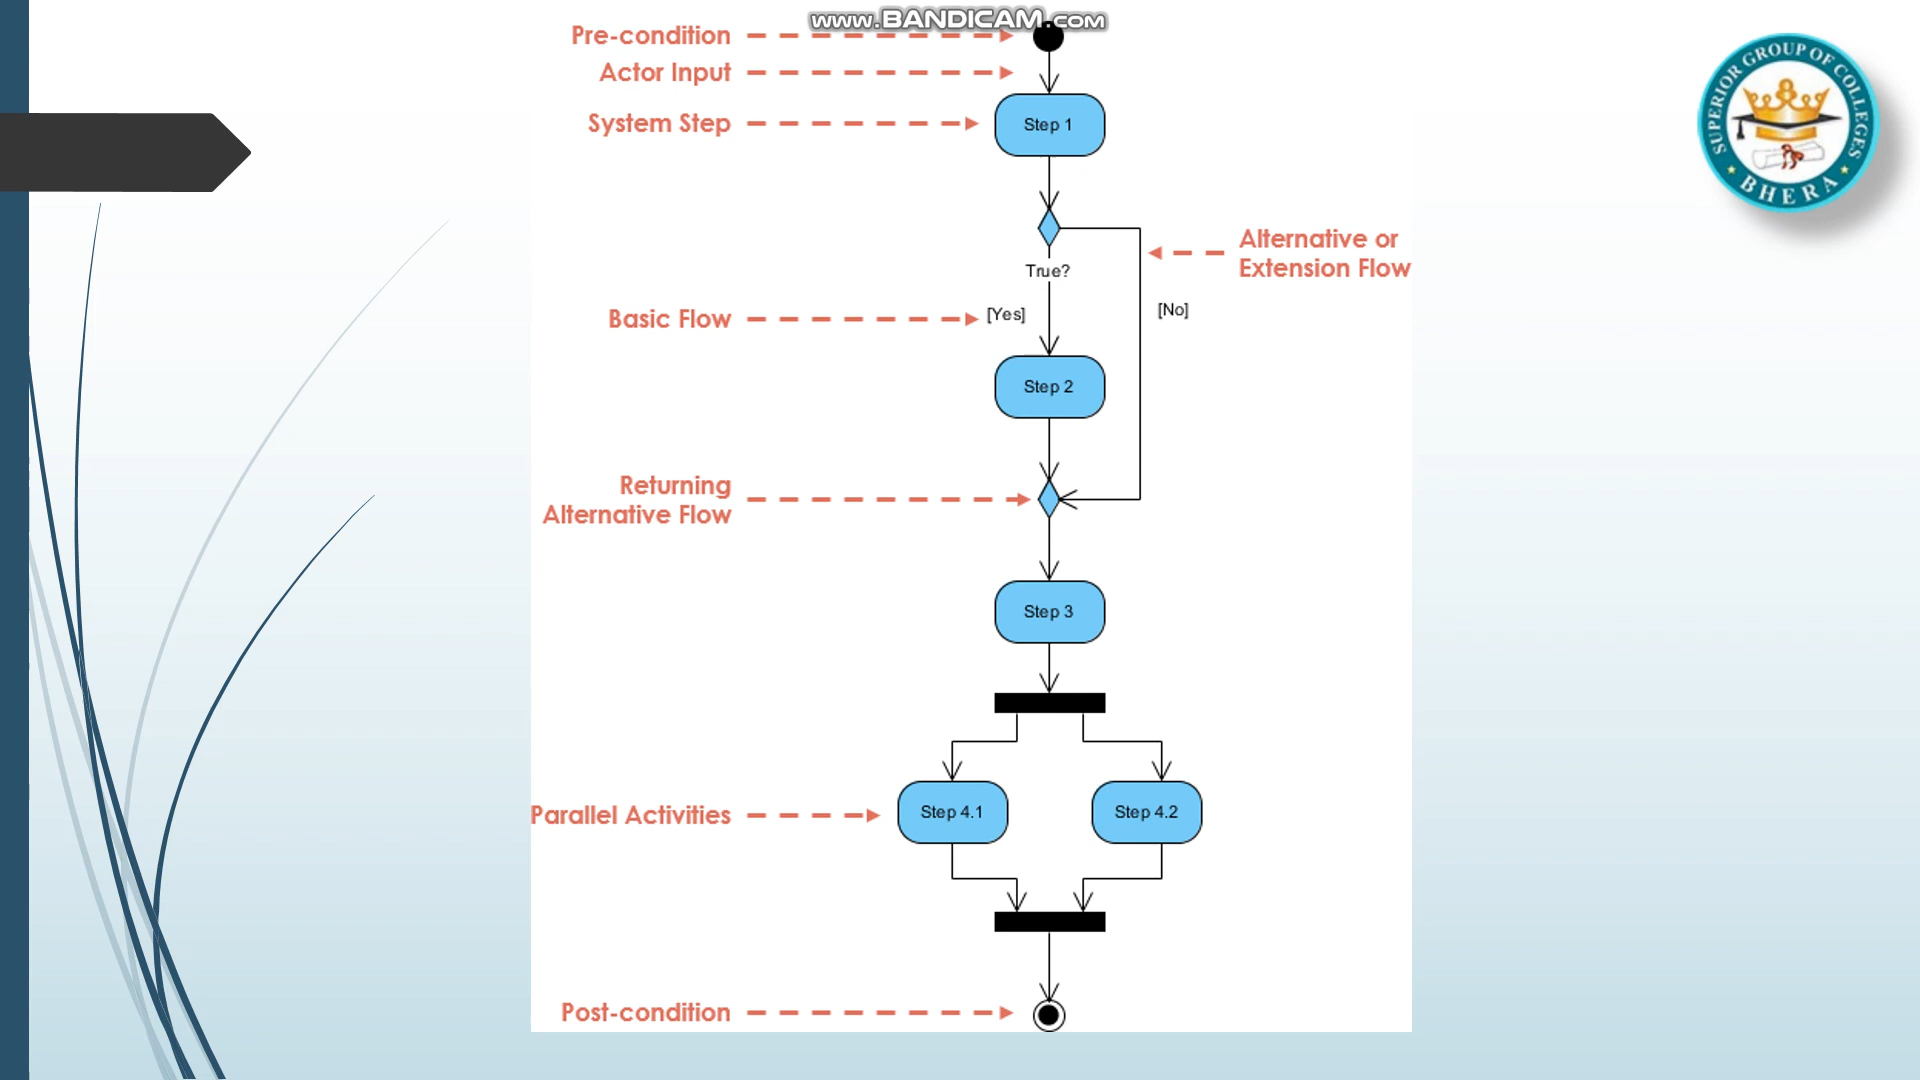 www.BANDICAM.com
Pre-condition
Actor Input
System Step
Step 1
SUPERIOR GROUP OF COLLEGES
BHERA
Alternative or
Extension Flow
True?
[No]
Basic Flow
[Yes]
Step 2
Returning
Alternative Flow
Step 3
Parallel Activities
Step 4.1
Step 4.2
Post-condition